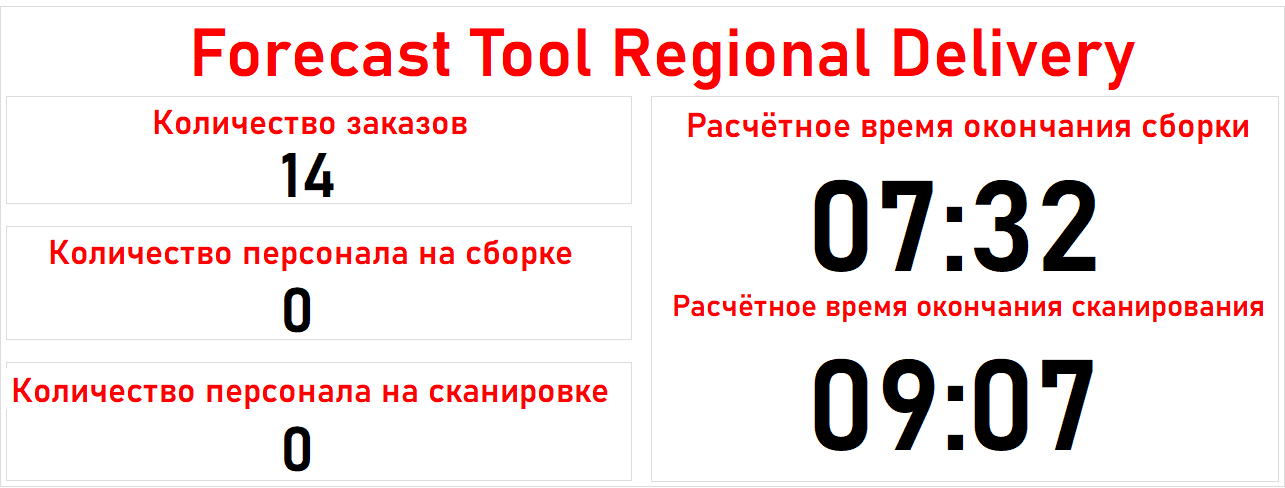 Forecast Tool Regional Delivery
Количество заказов
14
Количество персонала на сборке
0
Количество персонала на сканировке
0
Расчётное время окончания сборки
07:32
Расчётное время окончания сканирования
09:07